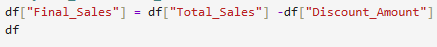 df["Final_Sales"] = df["Total_Sales"] -df["Discount_Amount"]
df